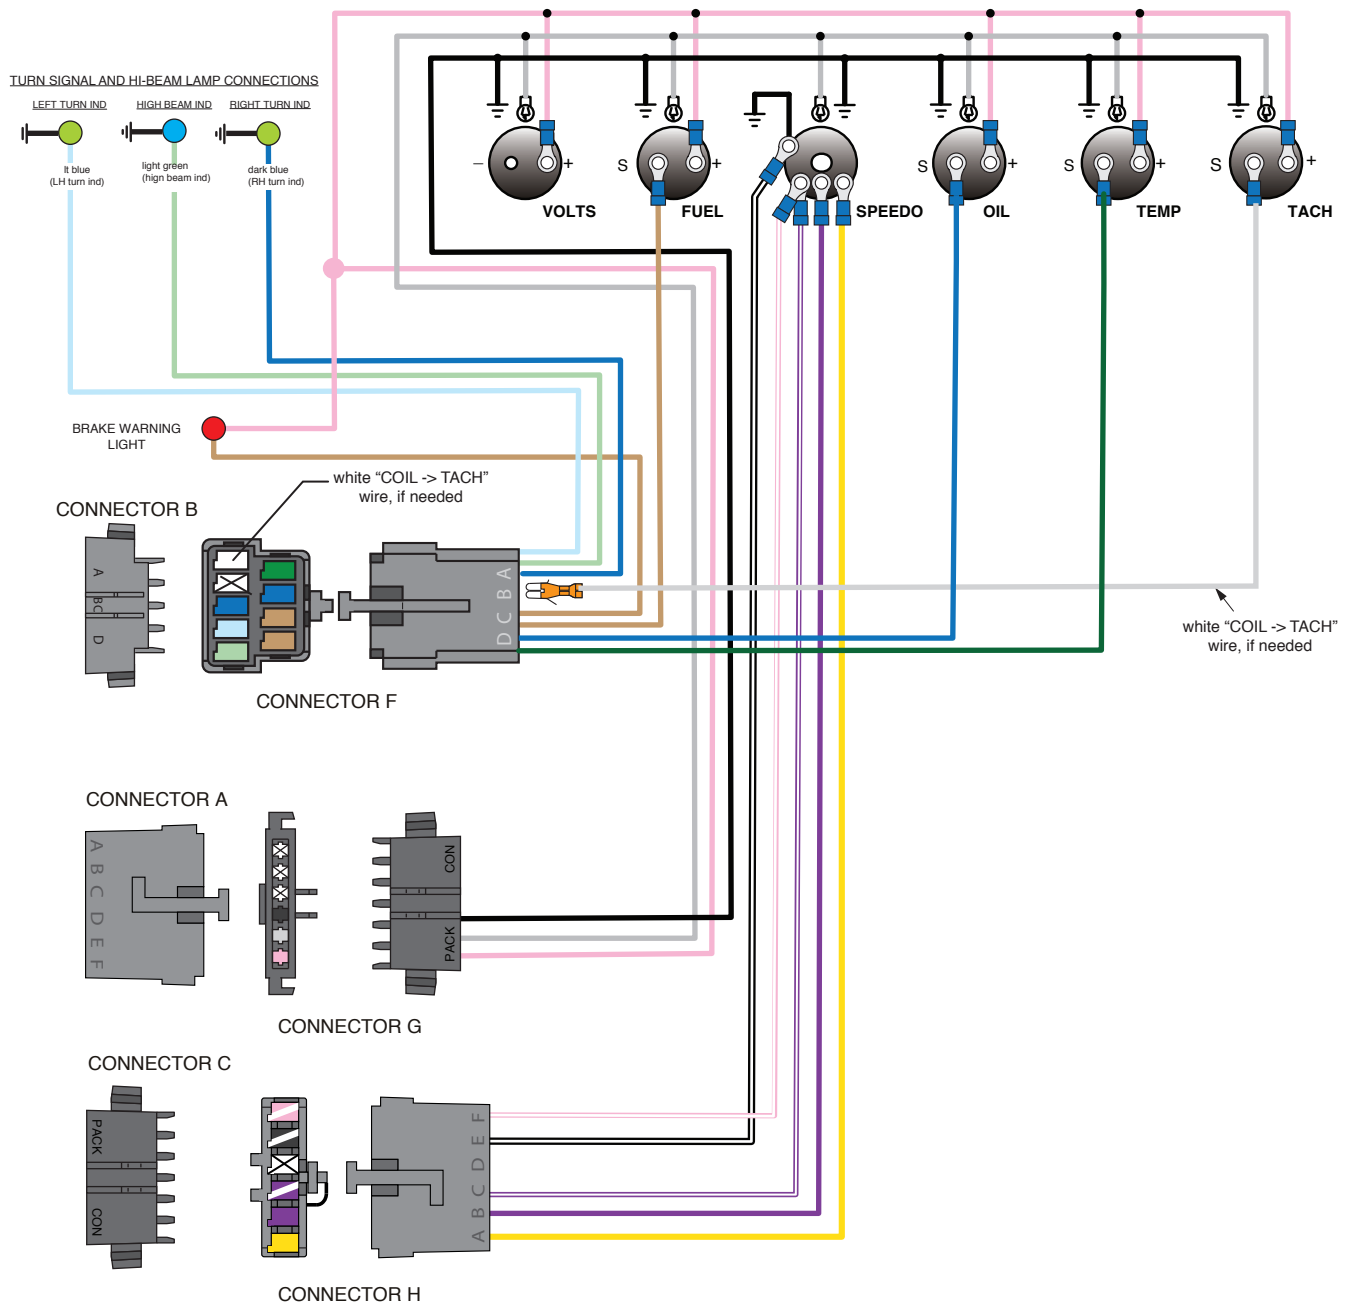 TURN SIGNAL AND HI-BEAM LAMP CONNECTIONS
LEFT TURN IND
HIGH BEAM IND
RIGHT TURN IND
lt blue
(LH turn ind)
light green
(hign beam ind)
dark blue
(RH turn ind)
–
+
VOLTS
S
+
FUEL
SPEEDO
S
+
OIL
S
+
TEMP
S
+
TACH
BRAKE WARNING
LIGHT
white “COIL -> TACH”
wire, if needed
CONNECTOR B
A
BC
D
D C B A
white “COIL -> TACH”
wire, if needed
CONNECTOR F
CONNECTOR A
A B C D E F
CON
PACK
CONNECTOR G
CONNECTOR C
PACK
CON
A B C D E F
CONNECTOR H